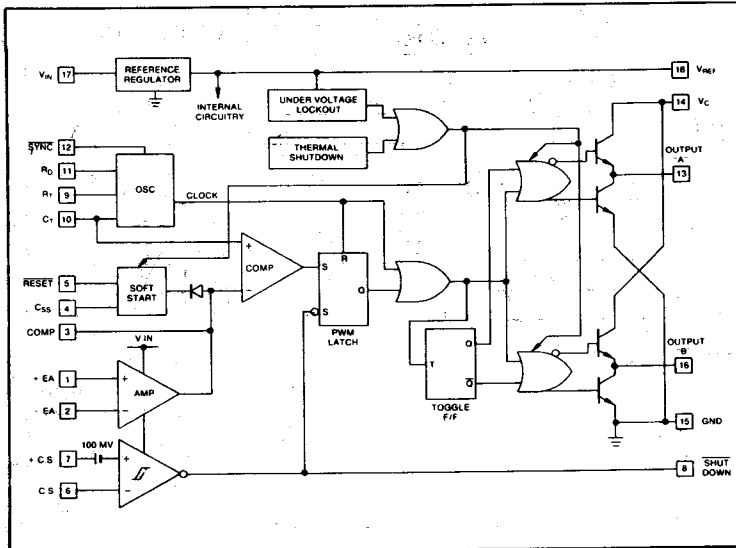 VIN 17
REFERENCE
REGULATOR
INTERNAL
CIRCUITRY
UNDER VOLTAGE
LOCKOUT
THERMAL
SHUTDOWN
18 VREF
14 VC
OUTPUT
"A"
13
SYNC 12
RD 11
RT 9
CT 10
OSC
CLOCK
RESET 5
CSS 4
COMP 3
SOFT
START
+
COMP
−
S
R
Q
S
PWM
LATCH
V IN
+ EA 1
EA 2
+
AMP
−
T
Q
Q
TOGGLE
F/F
OUTPUT
"B"
16
15 GND
+ C.S 7
100 MV
C.S 6
+
−
8 SHUT
DOWN